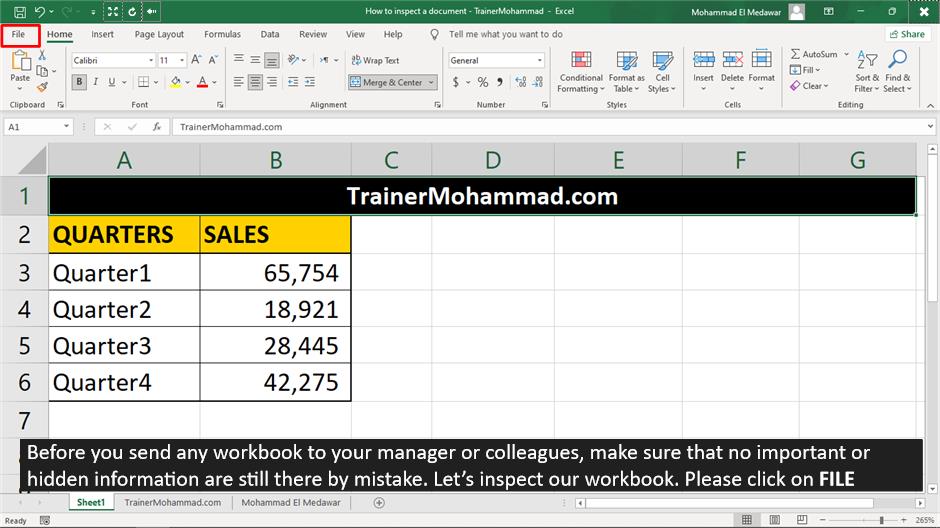 How to inspect a document - TrainerMohammad - Excel
Mohammad El Medawar
File Home Insert Page Layout Formulas Data Review View Help Tell me what you want to do Share
Paste
Clipboard
Calibri 11
B I U
Font
Wrap Text
Merge & Center
Alignment
General
$ % 9
Number
Conditional Formatting
Format as Table
Cell Styles
Styles
Insert Delete Format
Cells
AutoSum
Fill
Clear
Sort & Filter
Find & Select
Editing
A1 fx TrainerMohammad.com
A B C D E F G
1 TrainerMohammad.com
2 QUARTERS SALES
3 Quarter1 65,754
4 Quarter2 18,921
5 Quarter3 28,445
6 Quarter4 42,275
7
Before you send any workbook to your manager or colleagues, make sure that no important or
hidden information are still there by mistake. Let's inspect our workbook. Please click on FILE
Sheet1 TrainerMohammad.com Mohammad El Medawar
Ready 265%